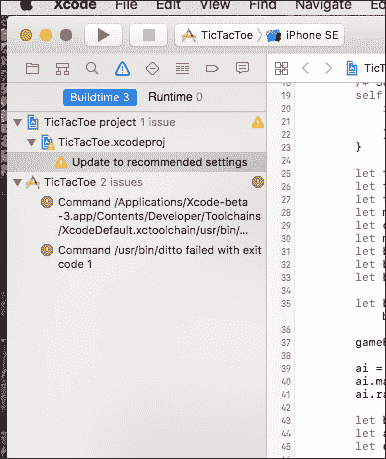 Xcode File Edit View Find Navigate
TicTacToe iPhone SE
TicTac
Buildtime 3 Runtime 0
TicTacToe project 1 issue
TicTacToe.xcodeproj
Update to recommended settings
TicTacToe 2 issues
Command /Applications/Xcode-beta
-3.app/Contents/Developer/Toolchains
/XcodeDefault.xctoolchain/usr/bin/...
Command /usr/bin/ditto failed with exit
code 1
18
19 self
20
21
22
23 }
24
25 let
26 let
27 let
28 let
29 let
30 let
31 let b
32 let b
33 let b
34
35 let b
b
36
37 gameB
38
39 ai =
40 ai.ma
41 ai.ra
42
43 let b
44 let a
45 let